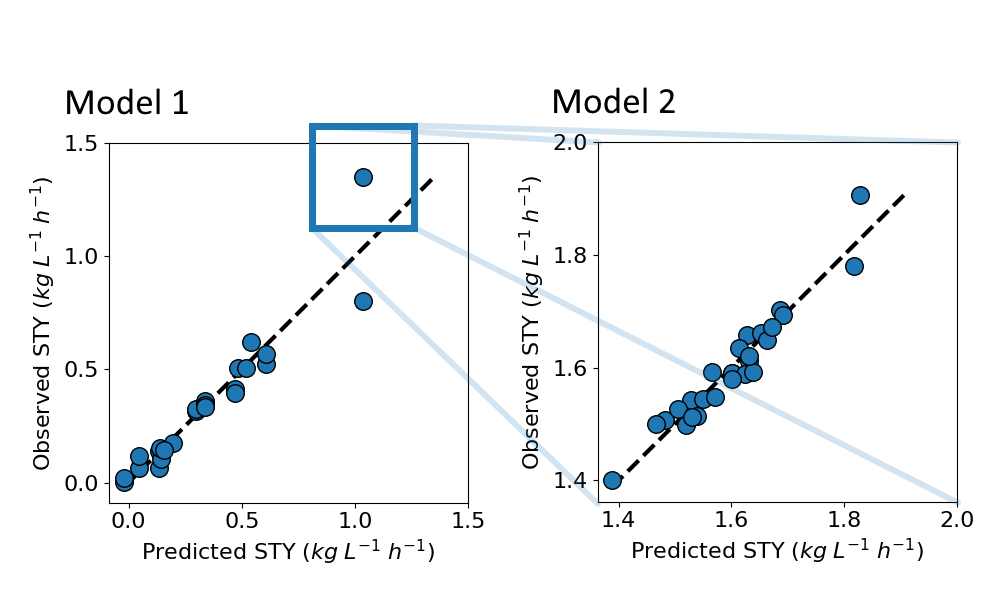 Model 1
Model 2
1.5
1.0
0.5
0.0
0.0 0.5 1.0 1.5
Observed STY (kg L⁻¹ h⁻¹)
Predicted STY (kg L⁻¹ h⁻¹)
2.0
1.8
1.6
1.4
1.4 1.6 1.8 2.0
Observed STY (kg L⁻¹ h⁻¹)
Predicted STY (kg L⁻¹ h⁻¹)